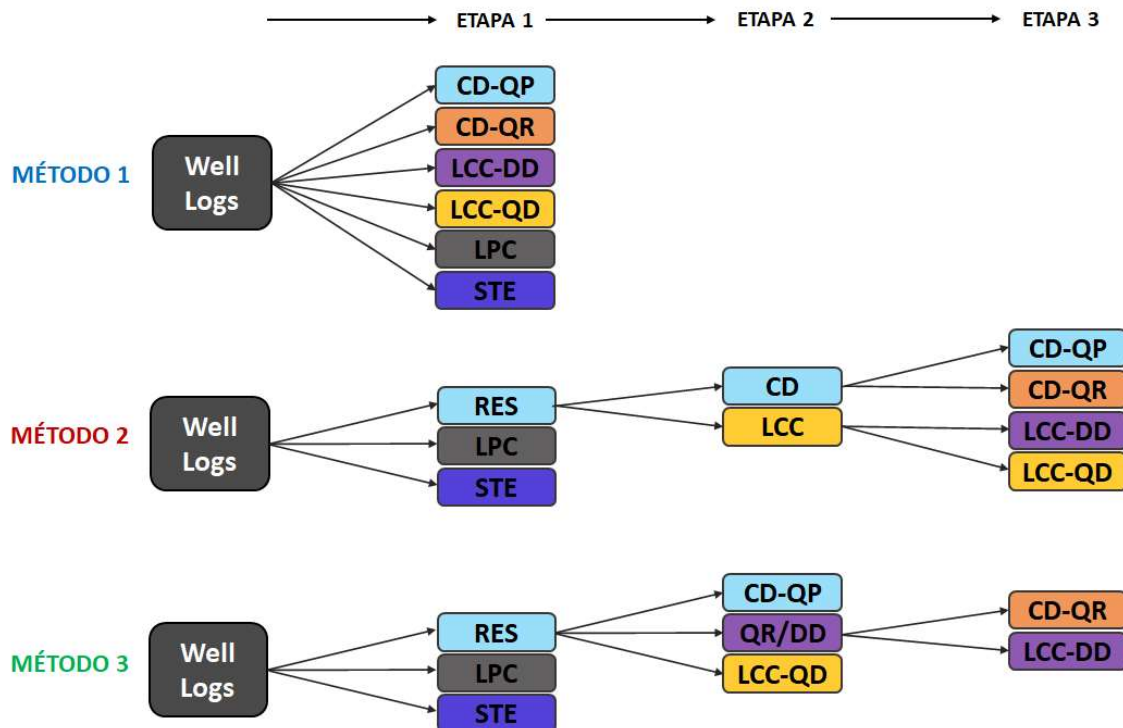 ETAPA 1
ETAPA 2
ETAPA 3
MÉTODO 1
Well
Logs
CD-QP
CD-QR
LCC-DD
LCC-QD
LPC
STE
MÉTODO 2
Well
Logs
RES
LPC
STE
CD
LCC
CD-QP
CD-QR
LCC-DD
LCC-QD
MÉTODO 3
Well
Logs
RES
LPC
STE
CD-QP
QR/DD
LCC-QD
CD-QR
LCC-DD